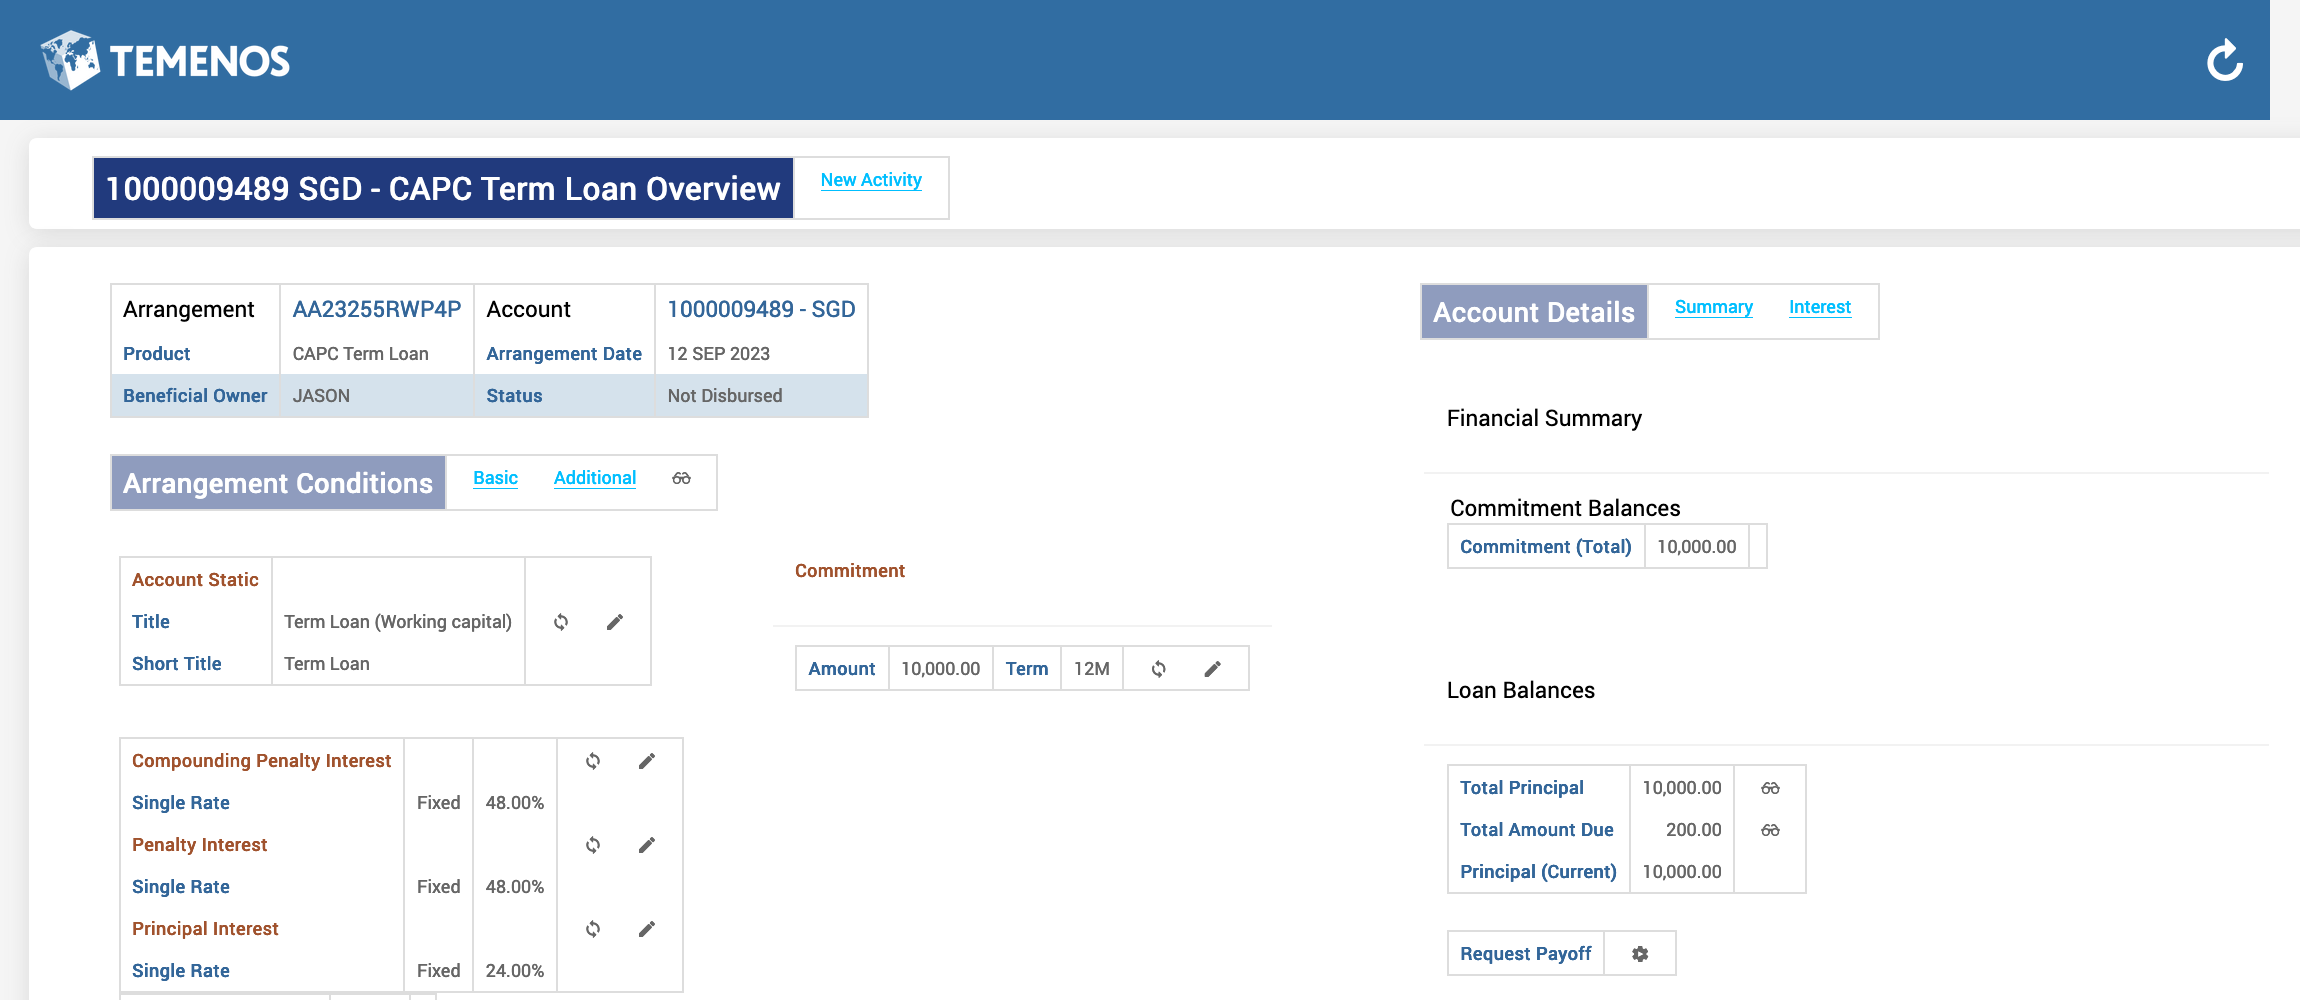 TEMENOS
1000009489 SGD - CAPC Term Loan Overview New Activity
Arrangement AA23255RWP4P Account 1000009489 - SGD
Product CAPC Term Loan Arrangement Date 12 SEP 2023
Beneficial Owner JASON Status Not Disbursed
Arrangement Conditions Basic Additional
Account Static
Title Term Loan (Working capital)
Short Title Term Loan
Commitment
Amount 10,000.00 Term 12M
Compounding Penalty Interest
Single Rate Fixed 48.00%
Penalty Interest
Single Rate Fixed 48.00%
Principal Interest
Single Rate Fixed 24.00%
Account Details Summary Interest
Financial Summary
Commitment Balances
Commitment (Total) 10,000.00
Loan Balances
Total Principal 10,000.00
Total Amount Due 200.00
Principal (Current) 10,000.00
Request Payoff